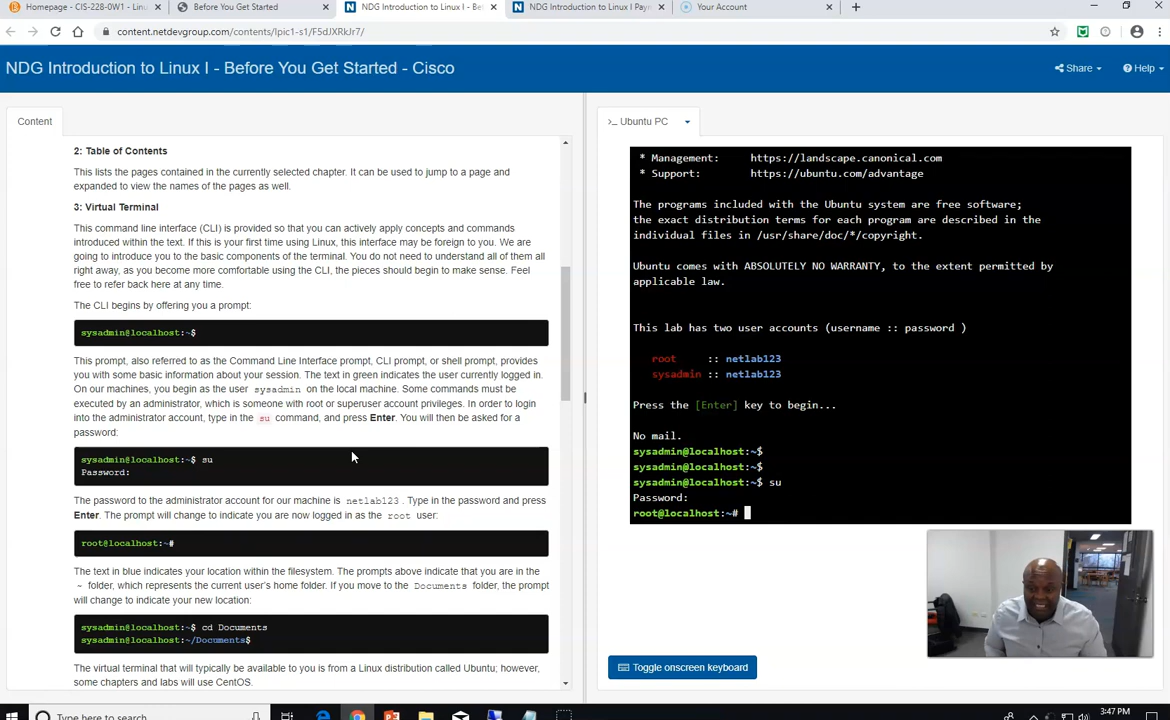 Homepage - CIS-228-0W1 - Linu
Before You Get Started
NDG Introduction to Linux I - Be
NDG Introduction to Linux I Payn
Your Account
content.netdevgroup.com/contents/lpic1-s1/F5dJXRkJr7/
NDG Introduction to Linux I - Before You Get Started - Cisco
Share
Help
Content
2: Table of Contents
This lists the pages contained in the currently selected chapter. It can be used to jump to a page and
expanded to view the names of the pages as well.
3: Virtual Terminal
This command line interface (CLI) is provided so that you can actively apply concepts and commands
introduced within the text. If this is your first time using Linux, this interface may be foreign to you. We are
going to introduce you to the basic components of the terminal. You do not need to understand all of them all
right away, as you become more comfortable using the CLI, the pieces should begin to make sense. Feel
free to refer back here at any time.
The CLI begins by offering you a prompt:
sysadmin@localhost:~$
This prompt, also referred to as the Command Line Interface prompt, CLI prompt, or shell prompt, provides
you with some basic information about your session. The text in green indicates the user currently logged in.
On our machines, you begin as the user sysadmin on the local machine. Some commands must be
executed by an administrator, which is someone with root or superuser account privileges. In order to login
into the administrator account, type in the su command, and press Enter. You will then be asked for a
password:
sysadmin@localhost:~$ su
Password:
The password to the administrator account for our machine is netlab123. Type in the password and press
Enter. The prompt will change to indicate you are now logged in as the root user:
root@localhost:~#
The text in blue indicates your location within the filesystem. The prompts above indicate that you are in the
~ folder, which represents the current user's home folder. If you move to the Documents folder, the prompt
will change to indicate your new location:
sysadmin@localhost:~$ cd Documents
sysadmin@localhost:~/Documents$
The virtual terminal that will typically be available to you is from a Linux distribution called Ubuntu; however,
some chapters and labs will use CentOS.
>_ Ubuntu PC
* Management: https://landscape.canonical.com
* Support: https://ubuntu.com/advantage
The programs included with the Ubuntu system are free software;
the exact distribution terms for each program are described in the
individual files in /usr/share/doc/*/copyright.
Ubuntu comes with ABSOLUTELY NO WARRANTY, to the extent permitted by
applicable law.
This lab has two user accounts (username :: password )
root :: netlab123
sysadmin :: netlab123
Press the [Enter] key to begin...
No mail.
sysadmin@localhost:~$
sysadmin@localhost:~$
sysadmin@localhost:~$ su
Password:
root@localhost:~#
Toggle onscreen keyboard
Type here to search
3:47 PM